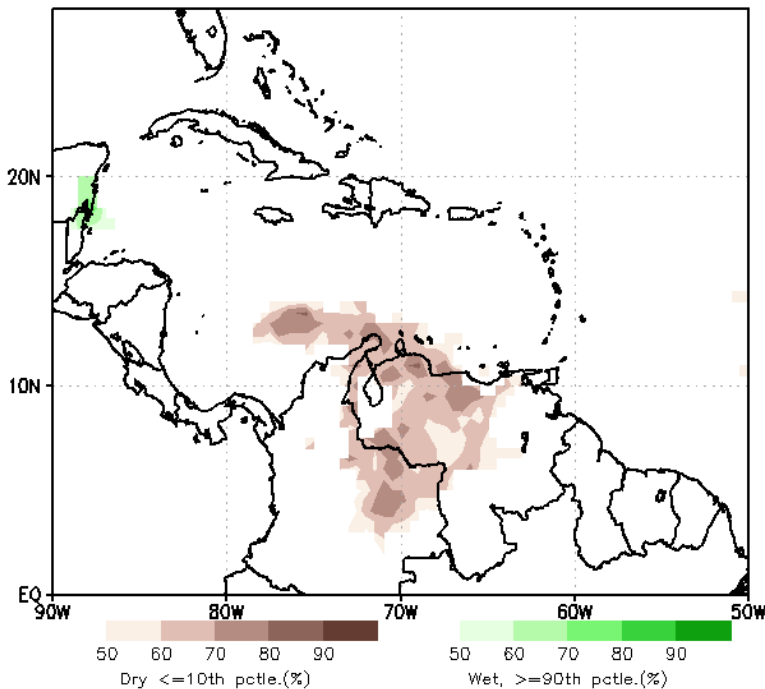 20N
10N
EQ
90W 80W 70W 60W 50W
50 60 70 80 90 50 60 70 80 90
Dry <=10th pctle.(%) Wet, >=90th pctle.(%)